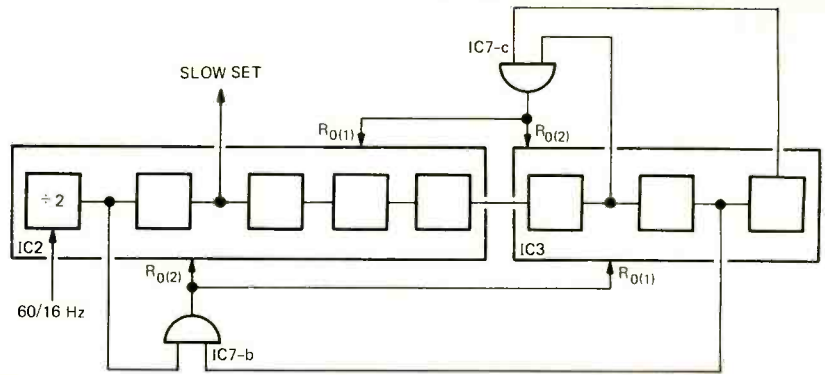 IC7-c
SLOW SET
R0(1)
R0(2)
÷2
IC2
IC3
R0(2)
R0(1)
60/16 Hz
IC7-b